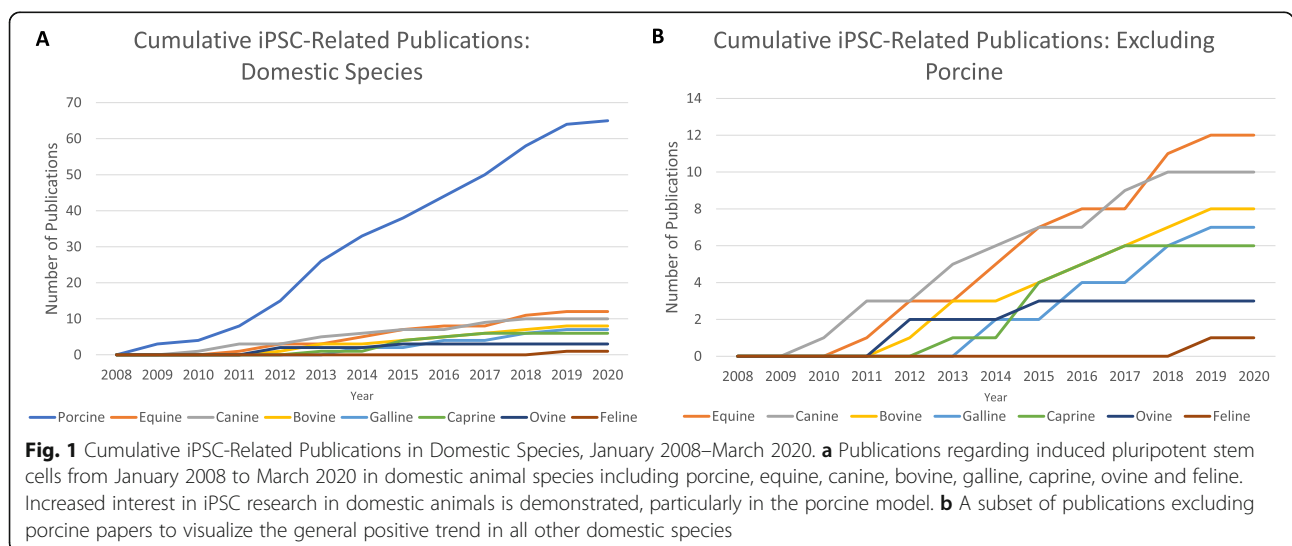 A
Cumulative iPSC-Related Publications:
Domestic Species
Number of Publications
70
60
50
40
30
20
10
0
2008 2009 2010 2011 2012 2013 2014 2015 2016 2017 2018 2019 2020
Year
Porcine Equine Canine Bovine Galline Caprine Ovine Feline
B
Cumulative iPSC-Related Publications: Excluding
Porcine
Number of Publications
14
12
10
8
6
4
2
0
2008 2009 2010 2011 2012 2013 2014 2015 2016 2017 2018 2019 2020
Year
Equine Canine Bovine Galline Caprine Ovine Feline
Fig. 1 Cumulative iPSC-Related Publications in Domestic Species, January 2008–March 2020. a Publications regarding induced pluripotent stem
cells from January 2008 to March 2020 in domestic animal species including porcine, equine, canine, bovine, galline, caprine, ovine and feline.
Increased interest in iPSC research in domestic animals is demonstrated, particularly in the porcine model. b A subset of publications excluding
porcine papers to visualize the general positive trend in all other domestic species